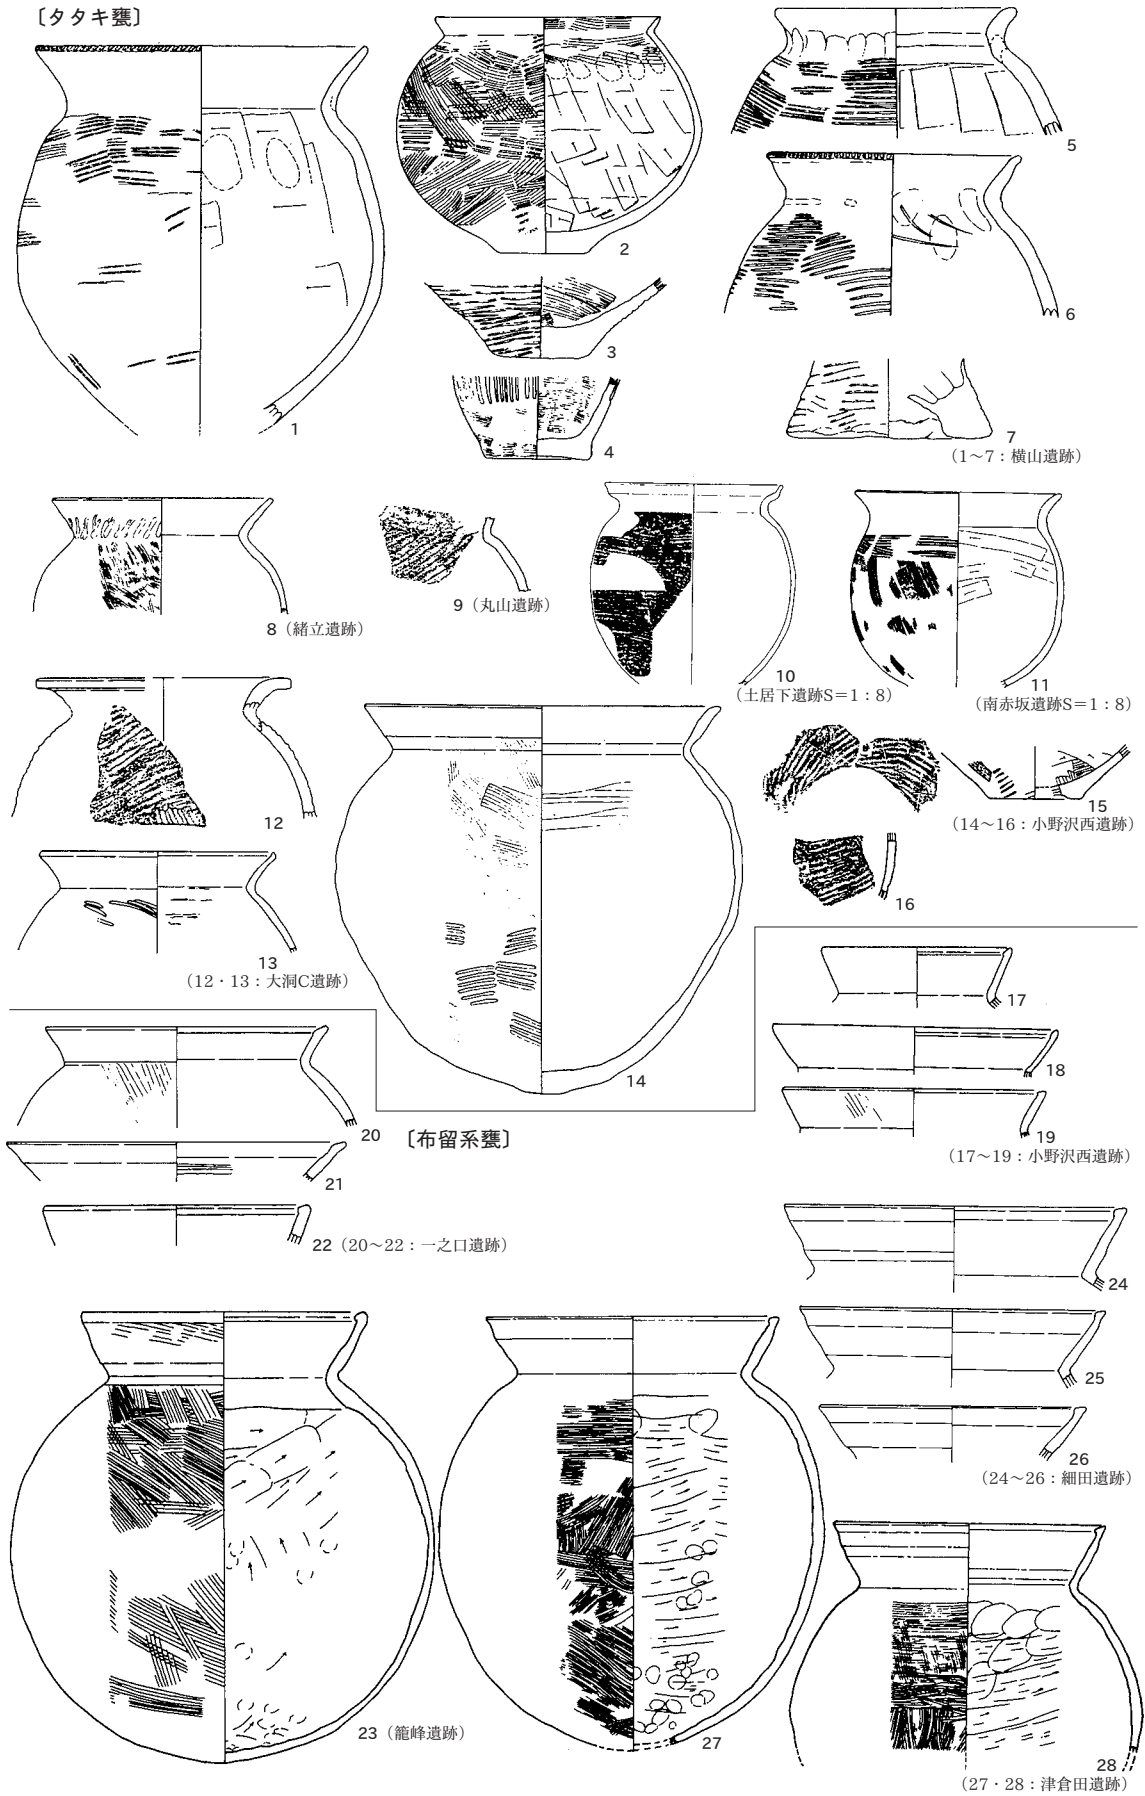 〔タタキ甕〕
1
2
3
4
5
6
7
（1～7：横山遺跡）
8（緒立遺跡）
9（丸山遺跡）
10
（土居下遺跡S＝1：8）
11
（南赤坂遺跡S＝1：8）
12
13
（12・13：大洞C遺跡）
14
15
（14～16：小野沢西遺跡）
16
17
18
19
（17～19：小野沢西遺跡）
20
〔布留系甕〕
21
22（20～22：一之口遺跡）
23（籠峰遺跡）
24
25
26
（24～26：細田遺跡）
27
28
（27・28：津倉田遺跡）